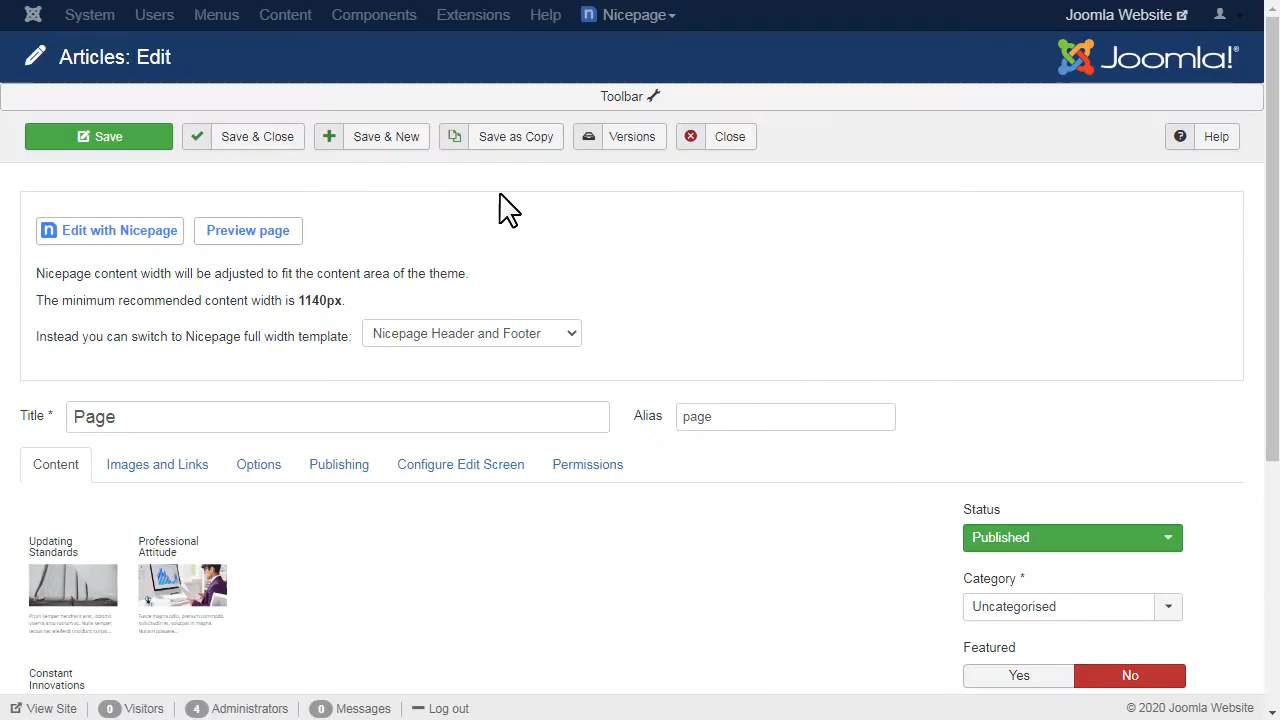 System Users Menus Content Components Extensions Help Nicepage Joomla Website
Articles: Edit Joomla!®
Toolbar
Save Save & Close Save & New Save as Copy Versions Close Help
Edit with Nicepage Preview page
Nicepage content width will be adjusted to fit the content area of the theme.
The minimum recommended content width is 1140px.
Instead you can switch to Nicepage full width template: Nicepage Header and Footer
Title * Page Alias page
Content Images and Links Options Publishing Configure Edit Screen Permissions
Status
Published
Category *
Uncategorised
Featured
Yes No
Updating
Standards
Professional
Attitude
Constant
Innovations
View Site 0 Visitors 4 Administrators 0 Messages Log out © 2020 Joomla Website